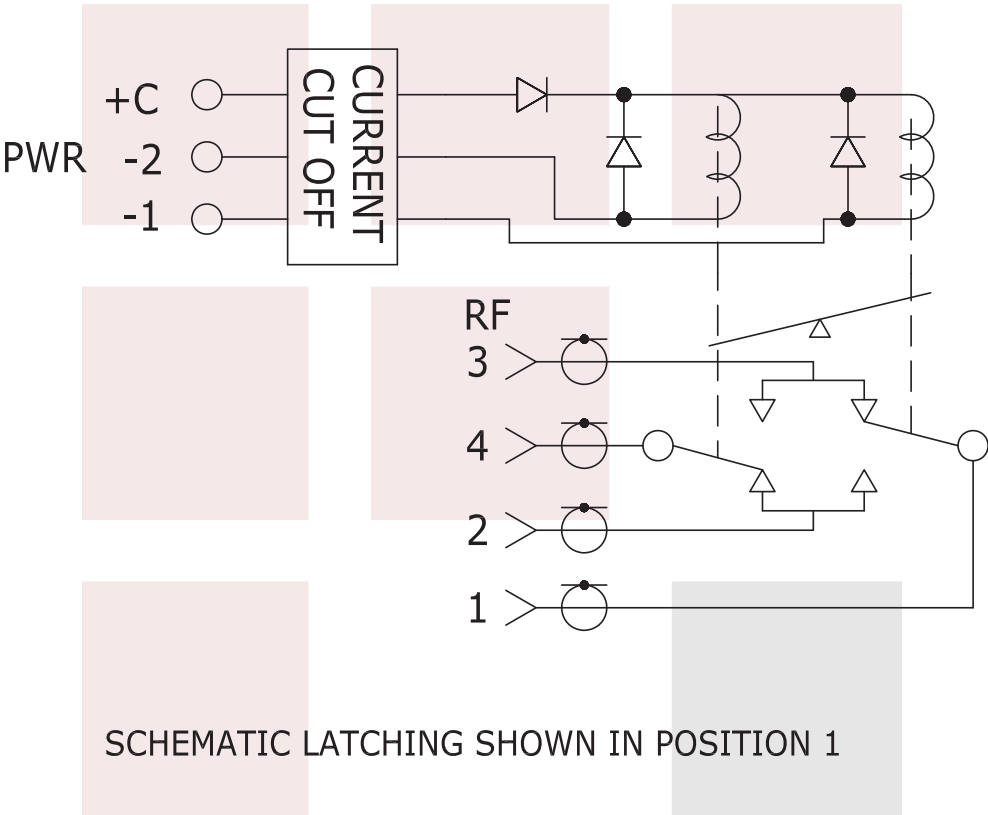 +C
PWR -2
-1
CURRENT
CUT OFF
RF
3
4
2
1
SCHEMATIC LATCHING SHOWN IN POSITION 1